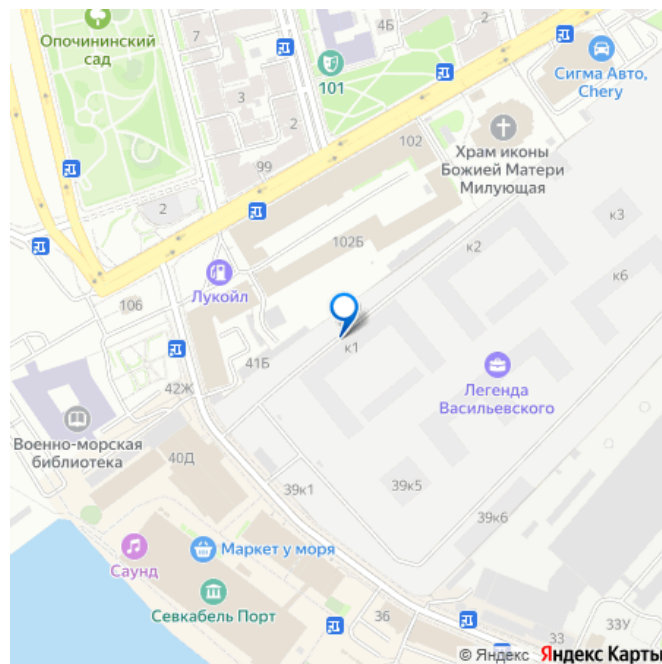 Опочининский
сад
7
4Б
101
Сигма Авто,
Chery
3
2
102
99
Храм иконы
Божией Матери
Милующая
2
102Б
к3
к2
к6
Лукойл
106
к1
41Б
Легенда
Васильевского
42Ж
Военно-морская
библиотека
40Д
39к1
39к5
39к6
Саунд
Маркет у моря
Севкабель Порт
36
33
33У
© Яндекс Яндекс Карты